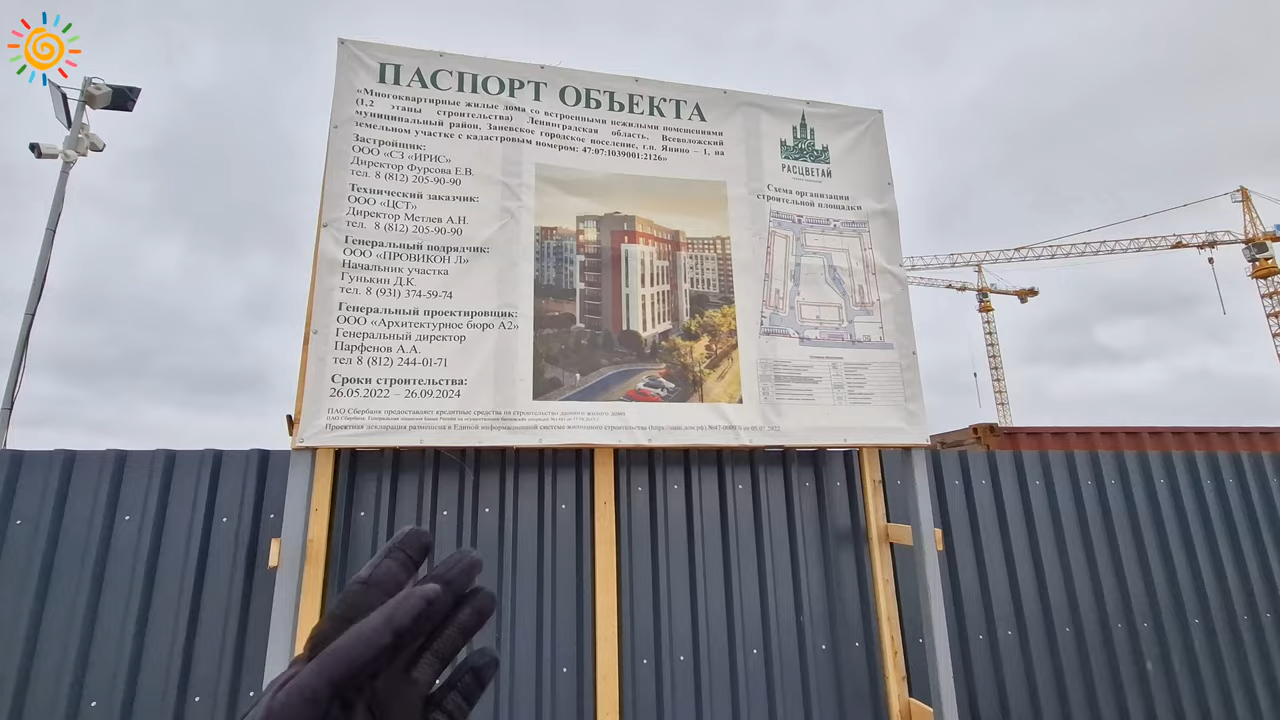 ПАСПОРТ ОБЪЕКТА
«Многоквартирные жилые дома со встроенными нежилыми помещениями
(1,2 этапы строительства) Ленинградская область, Всеволожский
муниципальный район, Заневское городское поселение, г.п. Янино – 1, на
земельном участке с кадастровым номером: 47:07:1039001:2126»
Застройщик:
ООО «СЗ «ИРИС»
Директор Фурсова Е.В.
тел. 8 (812) 205-90-90
Технический заказчик:
ООО «ЦСТ»
Директор Метлев А.Н.
тел. 8 (812) 205-90-90
Генеральный подрядчик:
ООО «ПРОВИКОН Л»
Начальник участка
Гунькин Д.К.
тел. 8 (931) 374-59-74
Генеральный проектировщик:
ООО «Архитектурное бюро А2»
Генеральный директор
Парфенов А.А.
тел 8 (812) 244-01-71
Сроки строительства:
26.05.2022 – 26.09.2024
РАСЦВЕТАЙ
Схема организации
строительной площадки
ПАО Сбербанк предоставляет кредитные средства на строительство данного жилого дома
Проектная декларация размещена в Единой информационной системе жилищного строительства